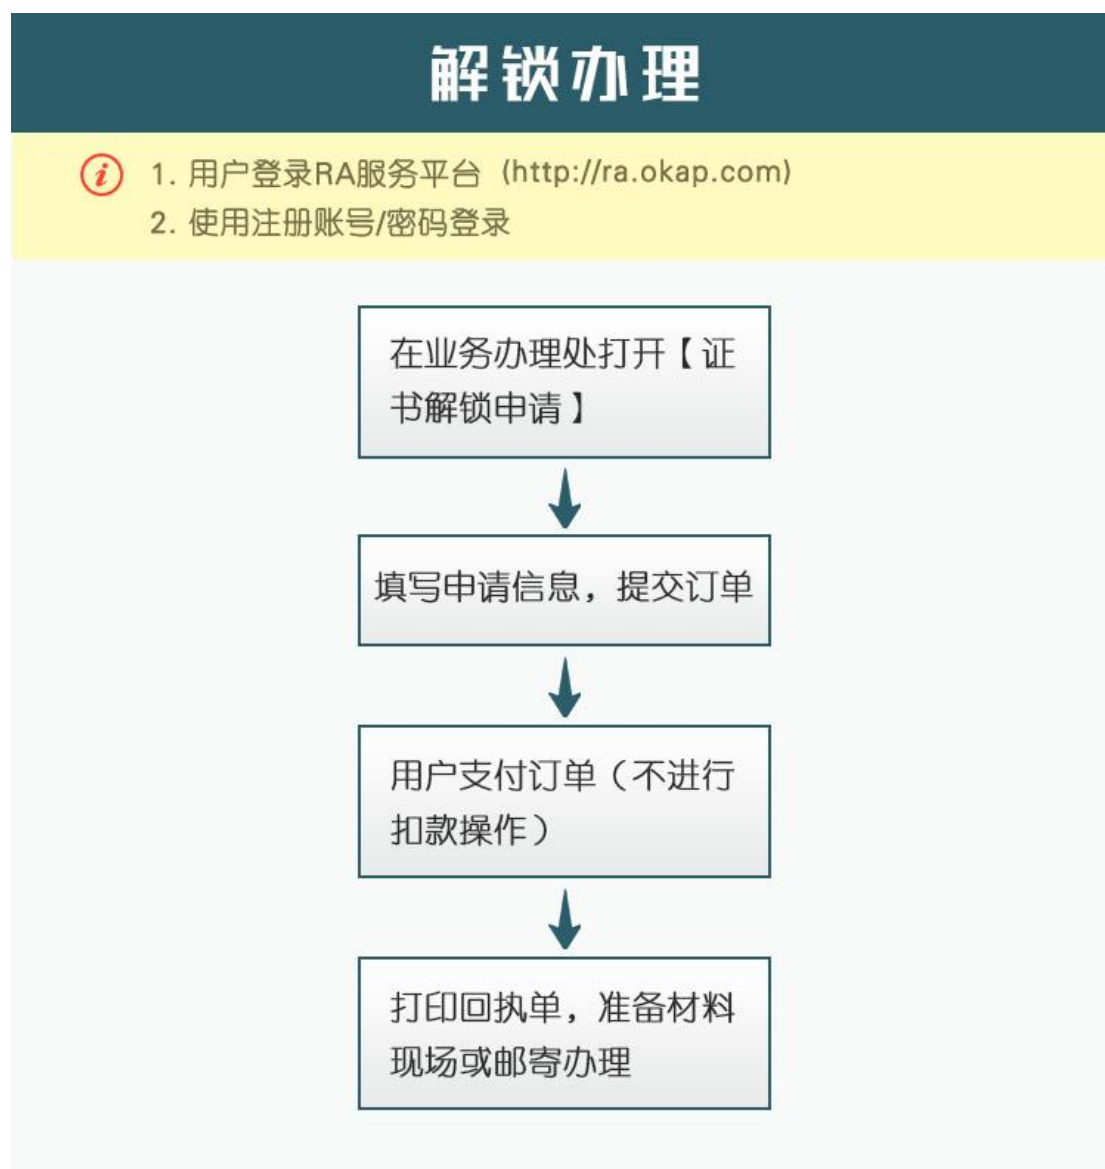 解锁办理
i 1. 用户登录RA服务平台 (http://ra.okap.com)
2. 使用注册账号/密码登录
在业务办理处打开【证
书解锁申请】
填写申请信息，提交订单
用户支付订单（不进行
扣款操作）
打印回执单，准备材料
现场或邮寄办理